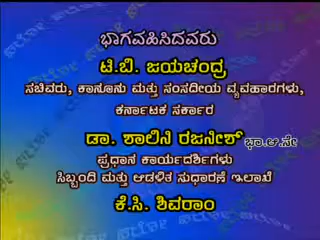 ಭಾಗವಹಿಸಿದವರು
ಟಿ.ಬಿ. ಜಯಚಂದ್ರ
ಸಚಿವರು, ಕಾನೂನು ಮತ್ತು ಸಂಸದೀಯ ವ್ಯವಹಾರಗಳು,
ಕರ್ನಾಟಕ ಸರ್ಕಾರ
ಡಾ. ಶಾಲಿನಿ ರಜನೀಶ್ ಭಾ.ಆ.ಸೇ
ಪ್ರಧಾನ ಕಾರ್ಯದರ್ಶಿಗಳು
ಸಿಬ್ಬಂದಿ ಮತ್ತು ಆಡಳಿತ ಸುಧಾರಣೆ ಇಲಾಖೆ
ಕೆ.ಸಿ. ಶಿವರಾಂ